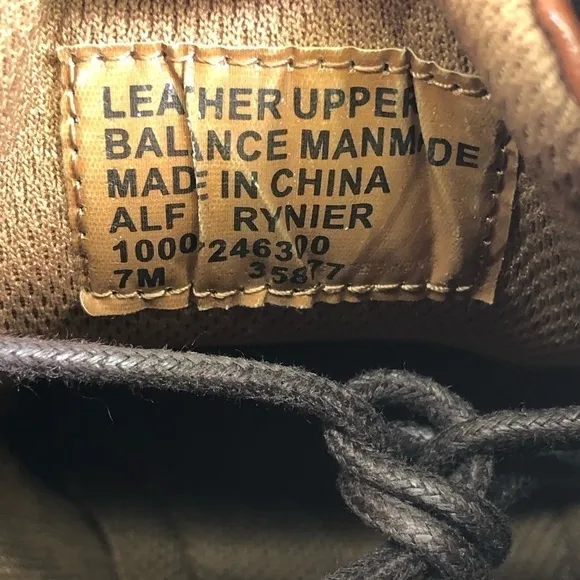 LEATHER UPPER
BALANCE MANMADE
MADE IN CHINA
ALF RYNIER
1000-246300
7M 35877